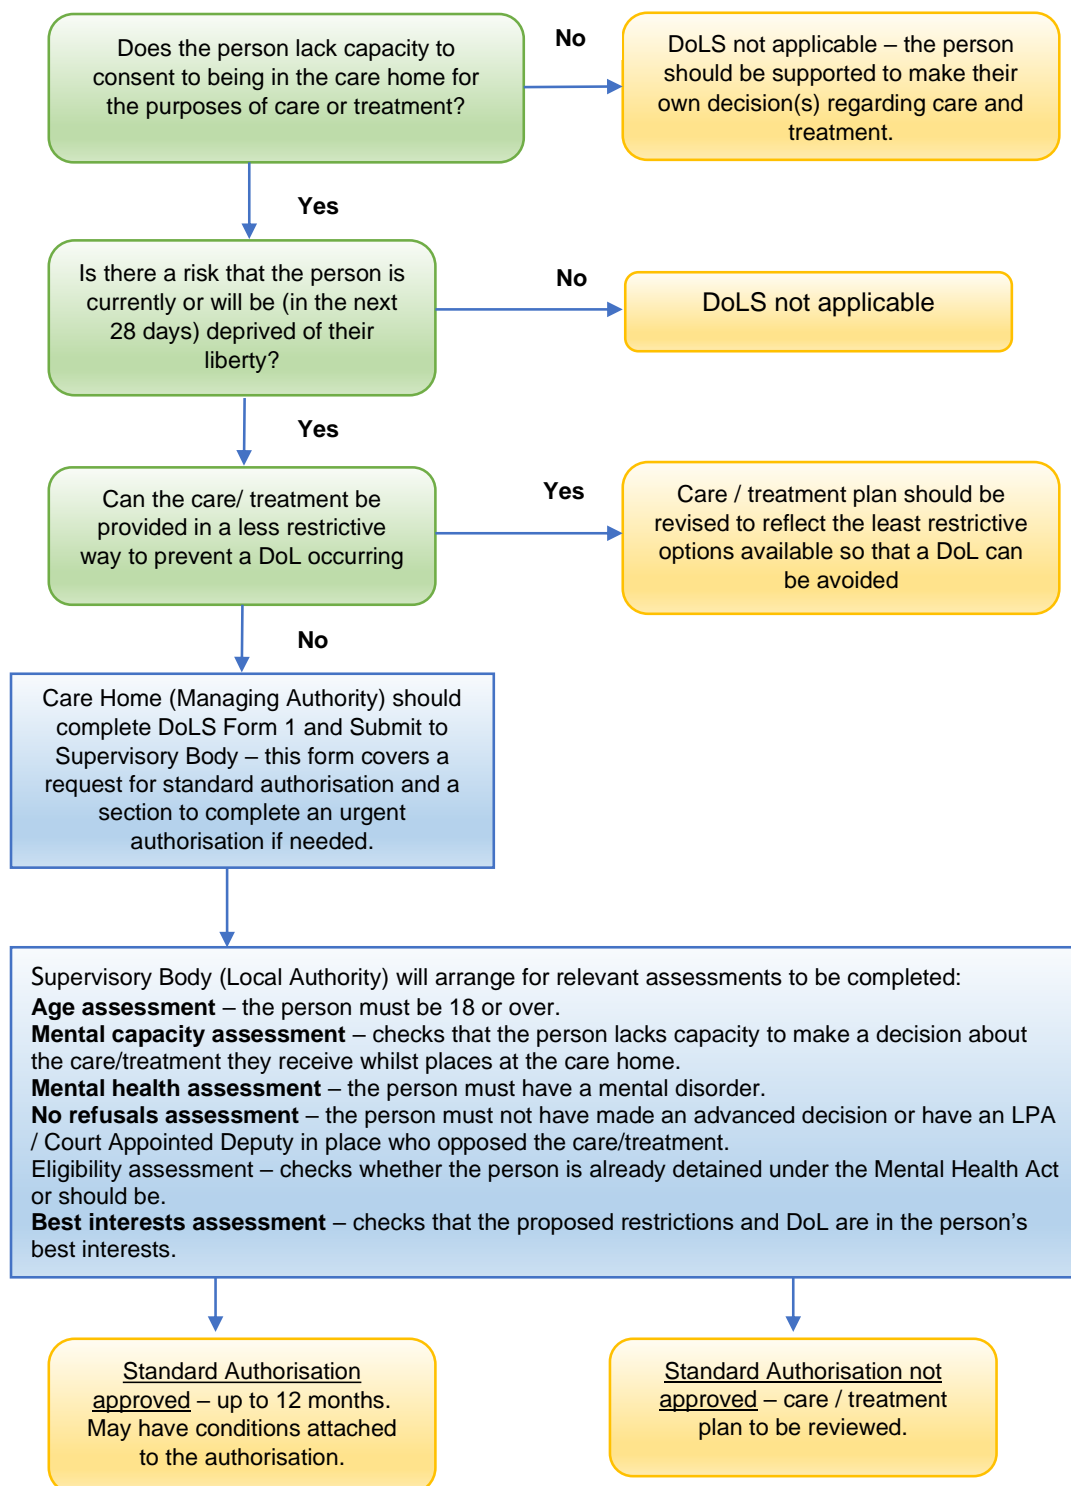 Does the person lack capacity to
consent to being in the care home for
the purposes of care or treatment?
No
DoLS not applicable – the person
should be supported to make their
own decision(s) regarding care and
treatment.
Yes
Is there a risk that the person is
currently or will be (in the next
28 days) deprived of their
liberty?
No
DoLS not applicable
Yes
Can the care/ treatment be
provided in a less restrictive
way to prevent a DoL occurring
Yes
Care / treatment plan should be
revised to reflect the least restrictive
options available so that a DoL can
be avoided
No
Care Home (Managing Authority) should
complete DoLS Form 1 and Submit to
Supervisory Body – this form covers a
request for standard authorisation and a
section to complete an urgent
authorisation if needed.
Supervisory Body (Local Authority) will arrange for relevant assessments to be completed:
Age assessment – the person must be 18 or over.
Mental capacity assessment – checks that the person lacks capacity to make a decision about
the care/treatment they receive whilst places at the care home.
Mental health assessment – the person must have a mental disorder.
No refusals assessment – the person must not have made an advanced decision or have an LPA
/ Court Appointed Deputy in place who opposed the care/treatment.
Eligibility assessment – checks whether the person is already detained under the Mental Health Act
or should be.
Best interests assessment – checks that the proposed restrictions and DoL are in the person's
best interests.
Standard Authorisation
approved – up to 12 months.
May have conditions attached
to the authorisation.
Standard Authorisation not
approved – care / treatment
plan to be reviewed.